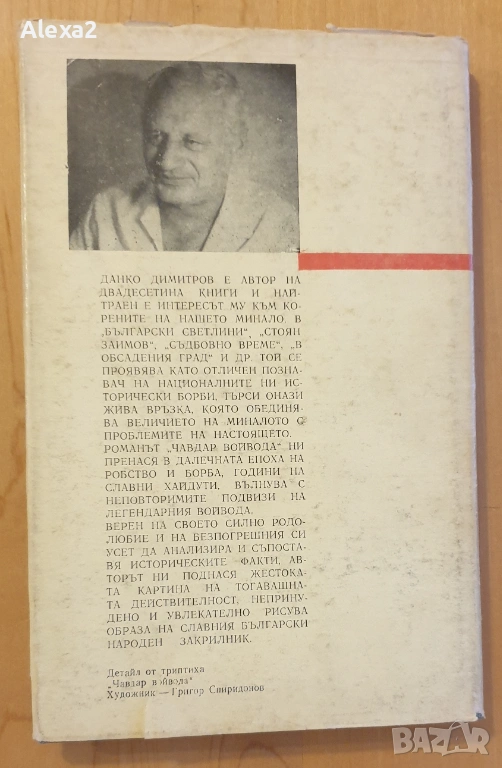 Alexa2
ДАНКО ДИМИТРОВ Е АВТОР НА
ДВАДЕСЕТИНА КНИГИ И НАЙ-
ТРАЕН Е ИНТЕРЕСЪТ МУ КЪМ КО-
РЕНИТЕ НА НАШЕТО МИНАЛО. В
„БЪЛГАРСКИ СВЕТЛИНИ“, „СТОЯН
ЗАИМОВ“, „СЪДБОВНО ВРЕМЕ“, „В
ОБСАДЕНИЯ ГРАД“ И ДР. ТОЙ СЕ
ПРОЯВЯВА КАТО ОТЛИЧЕН ПОЗНА-
ВАЧ НА НАЦИОНАЛНИТЕ НИ ИС-
ТОРИЧЕСКИ БОРБИ, ТЪРСИ ОНАЗИ
ЖИВА ВРЪЗКА, КОЯТО ОБЕДИНЯ-
ВА ВЕЛИЧИЕТО НА МИНАЛОТО С
ПРОБЛЕМИТЕ НА НАСТОЯЩЕТО.
РОМАНЪТ „ЧАВДАР ВОЙВОДА“ НИ
ПРЕНАСЯ В ДАЛЕЧНАТА ЕПОХА НА
РОБСТВО И БОРБА, ГОДИНИ НА
СЛАВНИ ХАЙДУТИ, ВЪЛНУВА С
НЕПОВТОРИМИТЕ ПОДВИЗИ НА
ЛЕГЕНДАРНИЯ ВОЙВОДА.
ВЕРЕН НА СВОЕТО СИЛНО РОДО-
ЛЮБИЕ И НА БЕЗПОГРЕШНИЯ СИ
УСЕТ ДА АНАЛИЗИРА И СЪПОСТА-
ВЯ ИСТОРИЧЕСКИТЕ ФАКТИ, АВ-
ТОРЪТ НИ ПОДНАСЯ ЖЕСТОКА-
ТА КАРТИНА НА ТОГАВАШНА-
ТА ДЕЙСТВИТЕЛНОСТ, НЕПРИНУ-
ДЕНО И УВЛЕКАТЕЛНО РИСУВА
ОБРАЗА НА СЛАВНИЯ БЪЛГАРСКИ
НАРОДЕН ЗАКРИЛНИК.
Детайл от триптиха
„Чавдар войвода“
Художник — Григор Спиридонов
BAZAR